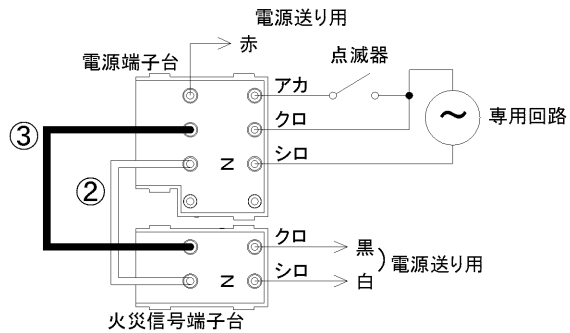 電源送り用
赤
電源端子台
点滅器
アカ
クロ
専用回路
③
シロ
N
②
クロ
黒
電源送り用
シロ
白
N
火災信号端子台